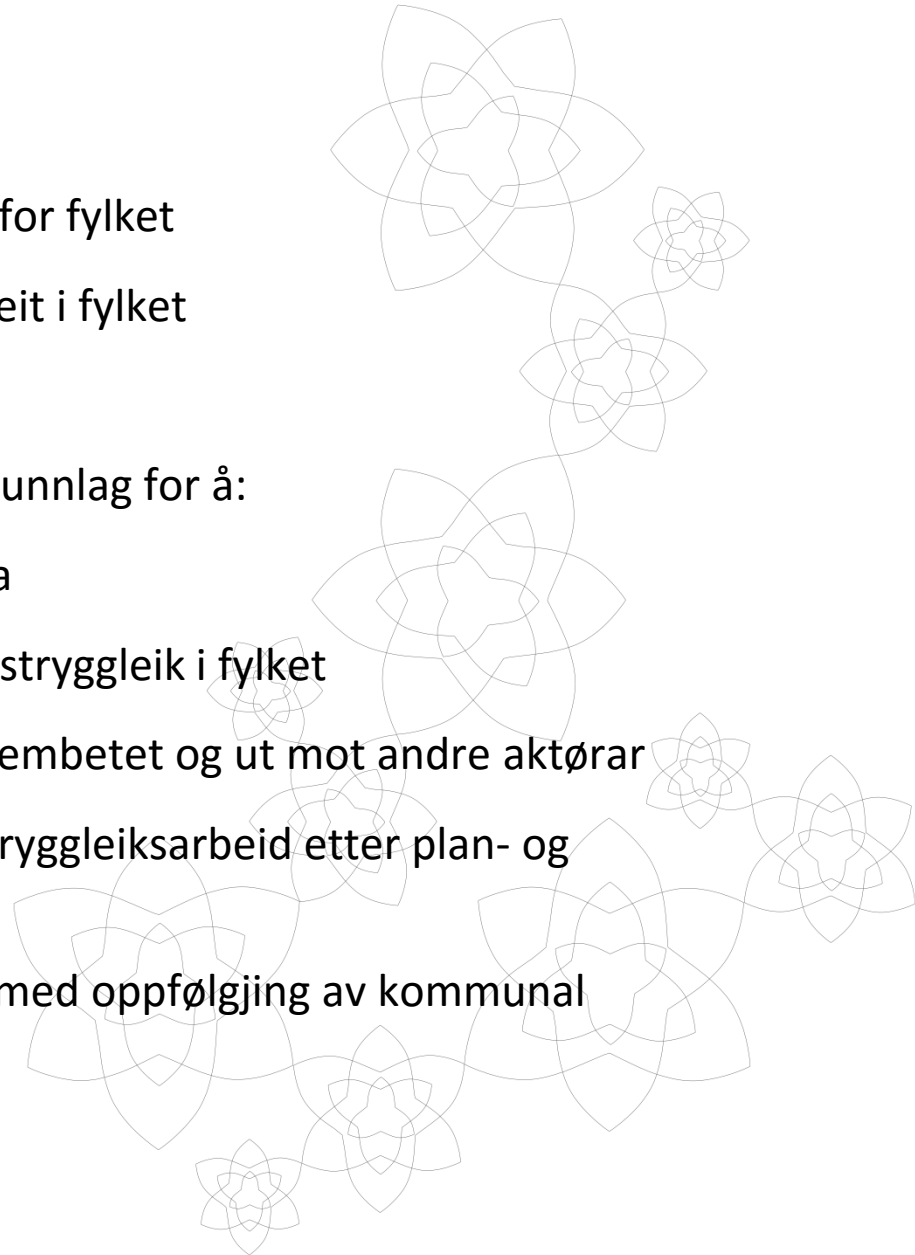 for fylket
eit i fylket
unnlag for å:
a
stryggleik i fylket
embetet og ut mot andre aktørar
ryggleiksarbeid etter plan- og
med oppfølgjing av kommunal